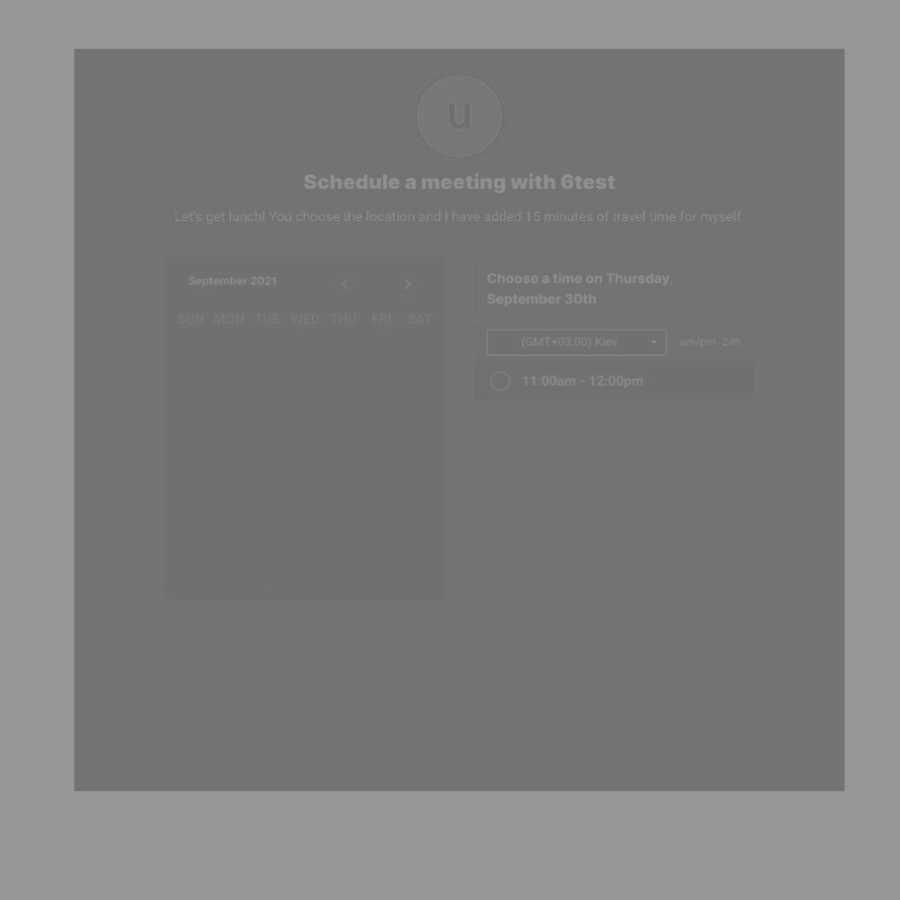 u
Schedule a meeting with 6test
Let's get lunch! You choose the location and I have added 15 minutes of travel time for myself.
September 2021
SUN MON TUE WED THU FRI SAT
Choose a time on Thursday,
September 30th
(GMT+03:00) Kiev
am/pm 24h
11:00am - 12:00pm